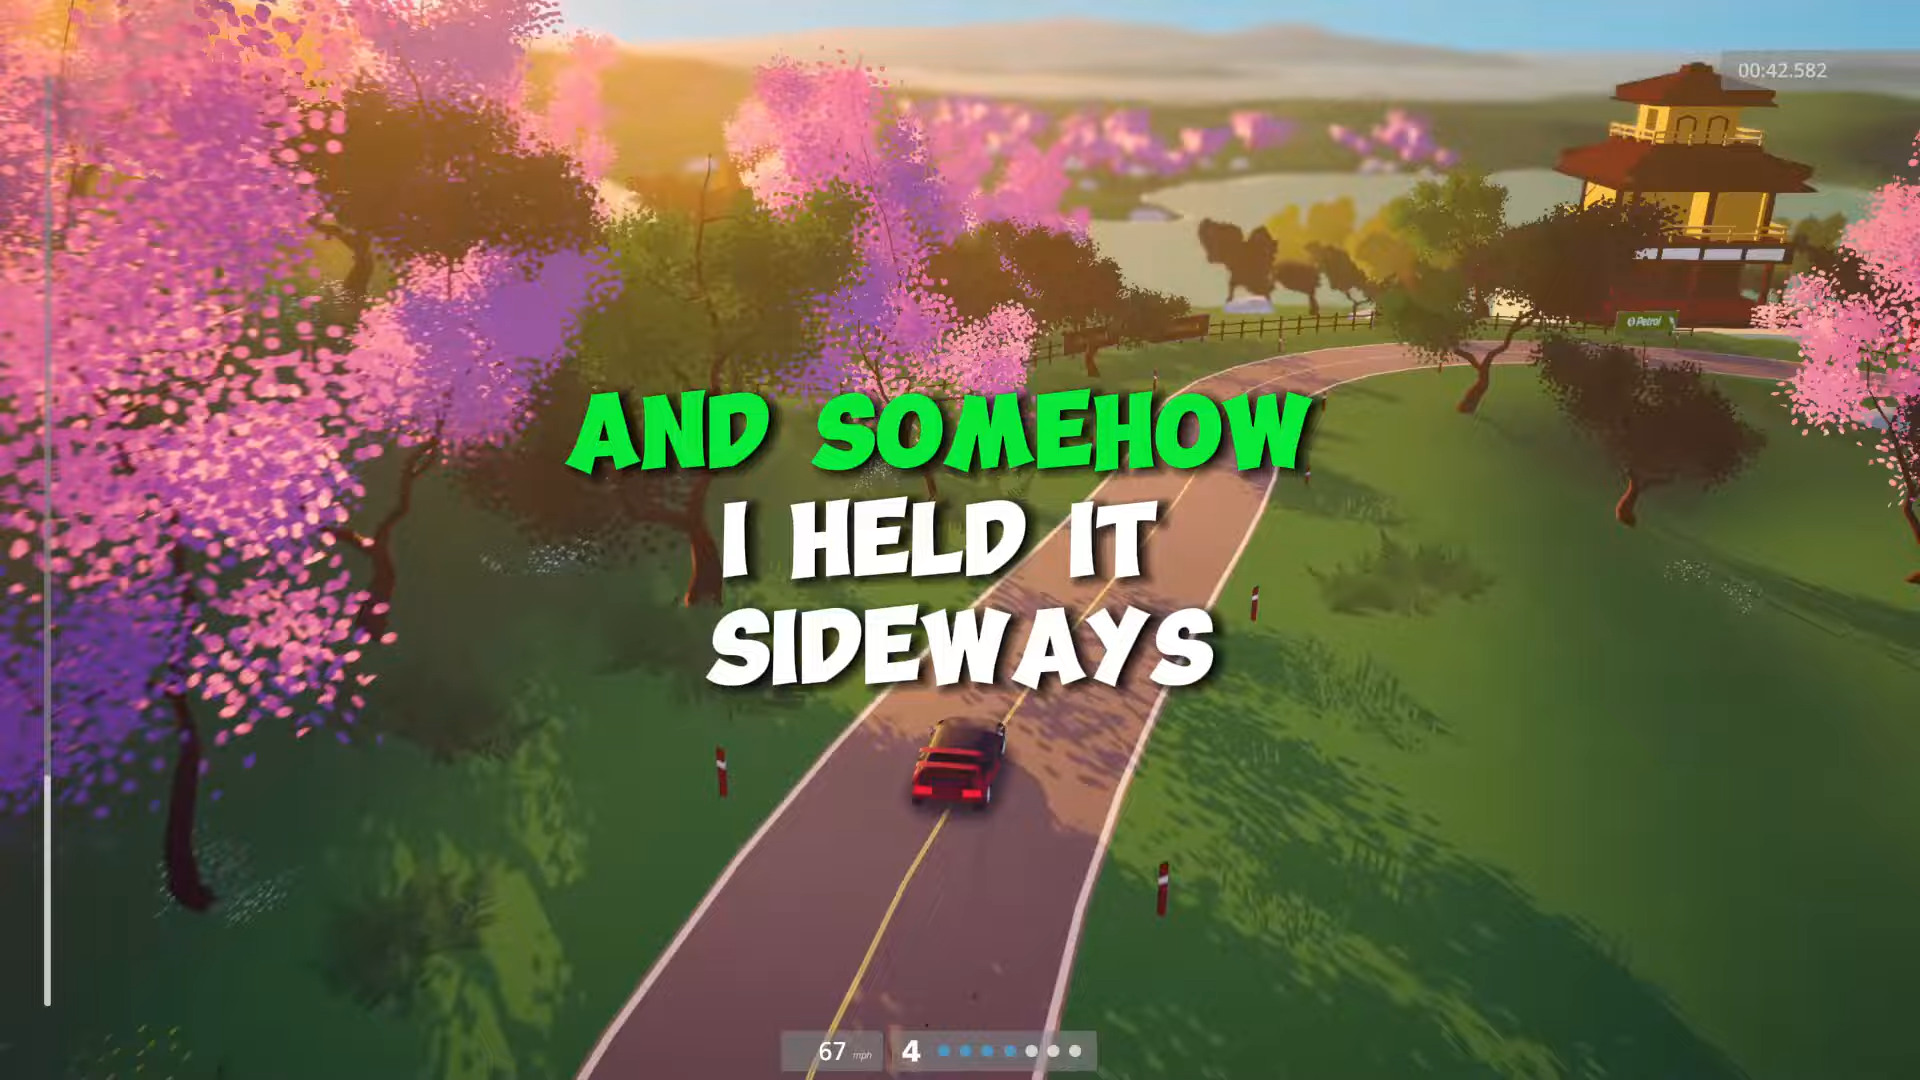 00:42.582
Petrol
AND SOMEHOW
I HELD IT
SIDEWAYS
67 mph 4